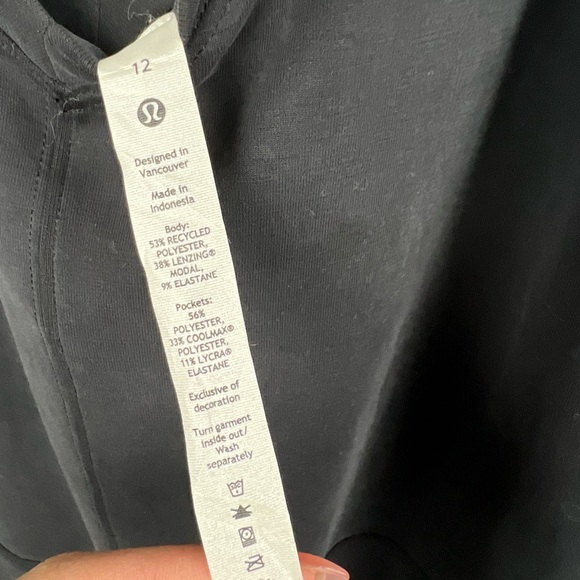 12
Designed in
Vancouver
Made in
Indonesia
Body:
53% RECYCLED
POLYESTER,
38% LENZING®
MODAL,
9% ELASTANE
Pockets:
56%
POLYESTER,
33% COOLMAX®
POLYESTER,
11% LYCRA®
ELASTANE
Exclusive of
decoration
Turn garment
inside out/
Wash
separately